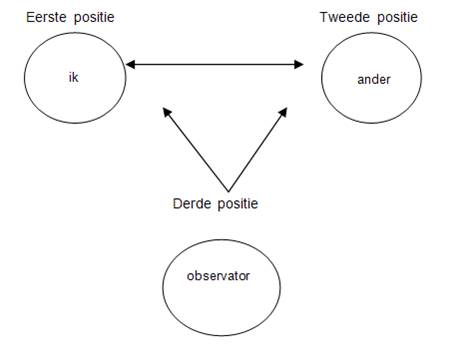 Eerste positie
Tweede positie
ik
ander
Derde positie
observator